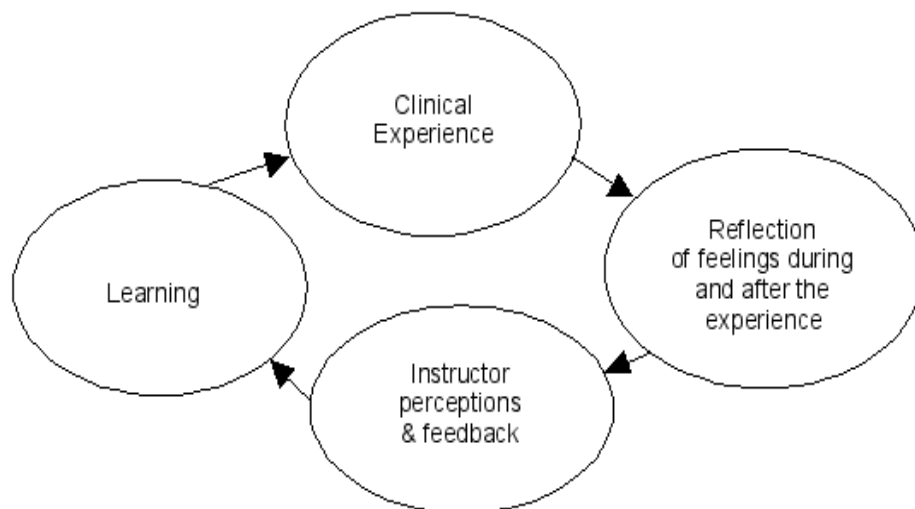 Clinical
Experience
Reflection
of feelings during
and after the
experience
Instructor
perceptions
& feedback
Learning